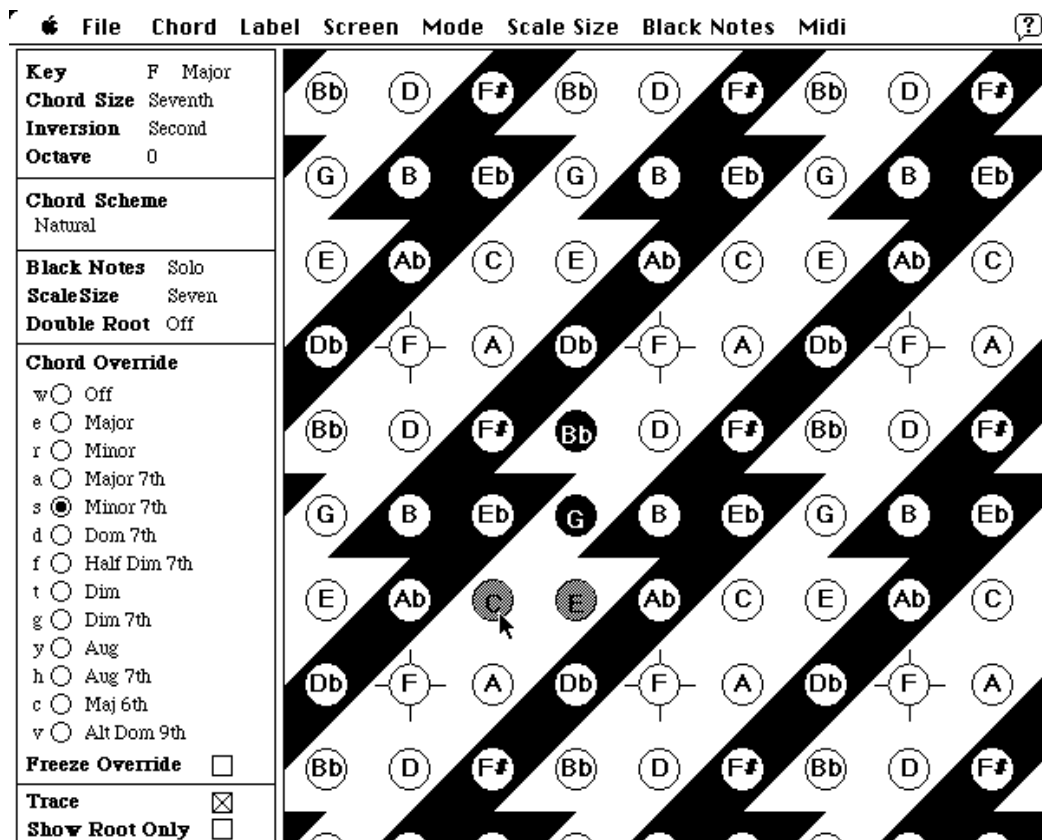 File Chord Label Screen Mode Scale Size Black Notes Midi ?
Key F Major
Chord Size Seventh
Inversion Second
Octave 0
Chord Scheme
Natural
Black Notes Solo
ScaleSize Seven
Double Root Off
Chord Override
w Off
e Major
r Minor
a Major 7th
s Minor 7th
d Dom 7th
f Half Dim 7th
t Dim
g Dim 7th
y Aug
h Aug 7th
c Maj 6th
v Alt Dom 9th
Freeze Override
Trace
Show Root Only
Bb D F# Bb D F# Bb D F#
G B Eb G B Eb G B Eb
E Ab C E Ab C E Ab C
Db F A Db F A Db F A
Bb D F# Bb D F# Bb D F#
G B Eb G B Eb G B Eb
E Ab C E Ab C E Ab C
Db F A Db F A Db F A
Bb D F# Bb D F# Bb D F#